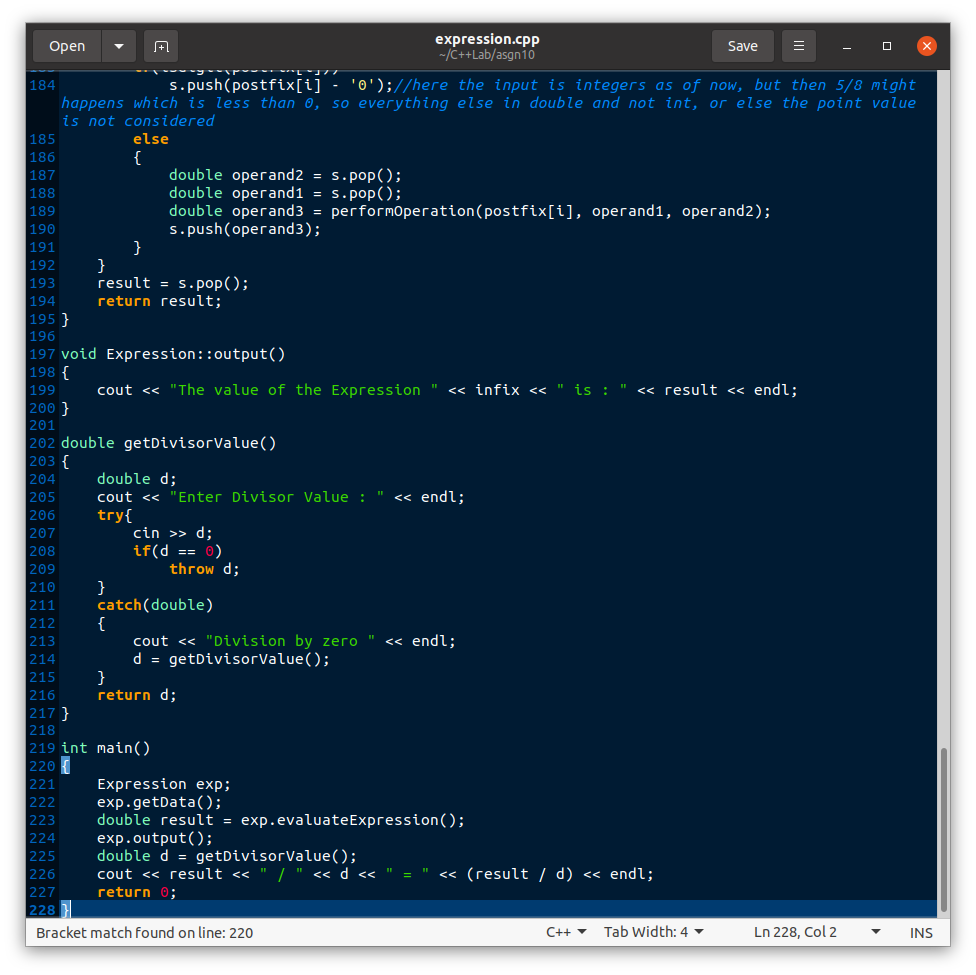 Open
expression.cpp
~/C++Lab/asgn10
Save
184             s.push(postfix[i] - '0');//here the input is integers as of now, but then 5/8 might
happens which is less than 0, so everything else in double and not int, or else the point value
is not considered
185         else
186         {
187             double operand2 = s.pop();
188             double operand1 = s.pop();
189             double operand3 = performOperation(postfix[i], operand1, operand2);
190             s.push(operand3);
191         }
192     }
193     result = s.pop();
194     return result;
195 }
196
197 void Expression::output()
198 {
199     cout << "The value of the Expression " << infix << " is : " << result << endl;
200 }
201
202 double getDivisorValue()
203 {
204     double d;
205     cout << "Enter Divisor Value : " << endl;
206     try{
207         cin >> d;
208         if(d == 0)
209             throw d;
210     }
211     catch(double)
212     {
213         cout << "Division by zero " << endl;
214         d = getDivisorValue();
215     }
216     return d;
217 }
218
219 int main()
220 {
221     Expression exp;
222     exp.getData();
223     double result = exp.evaluateExpression();
224     exp.output();
225     double d = getDivisorValue();
226     cout << result << " / " << d << " = " << (result / d) << endl;
227     return 0;
228 }
Bracket match found on line: 220
C++
Tab Width: 4
Ln 228, Col 2
INS